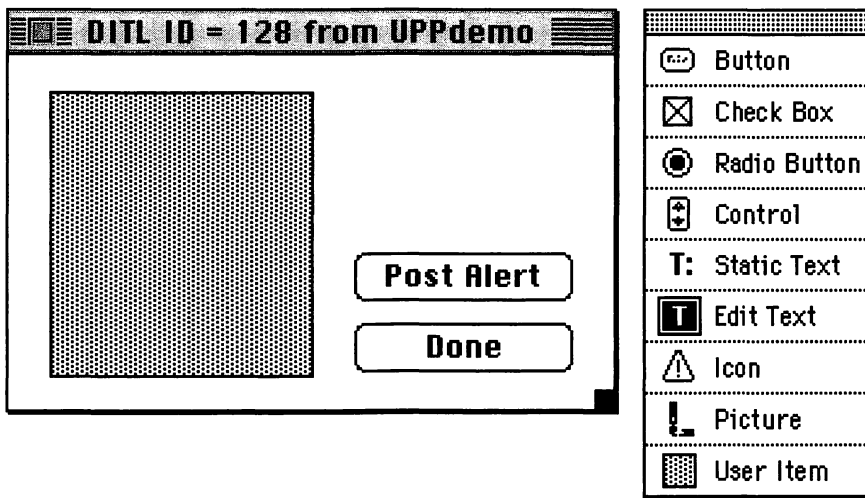 DITL ID = 128 from UPPdemo
Post Alert
Done
Button
Check Box
Radio Button
Control
T: Static Text
T Edit Text
Icon
Picture
User Item